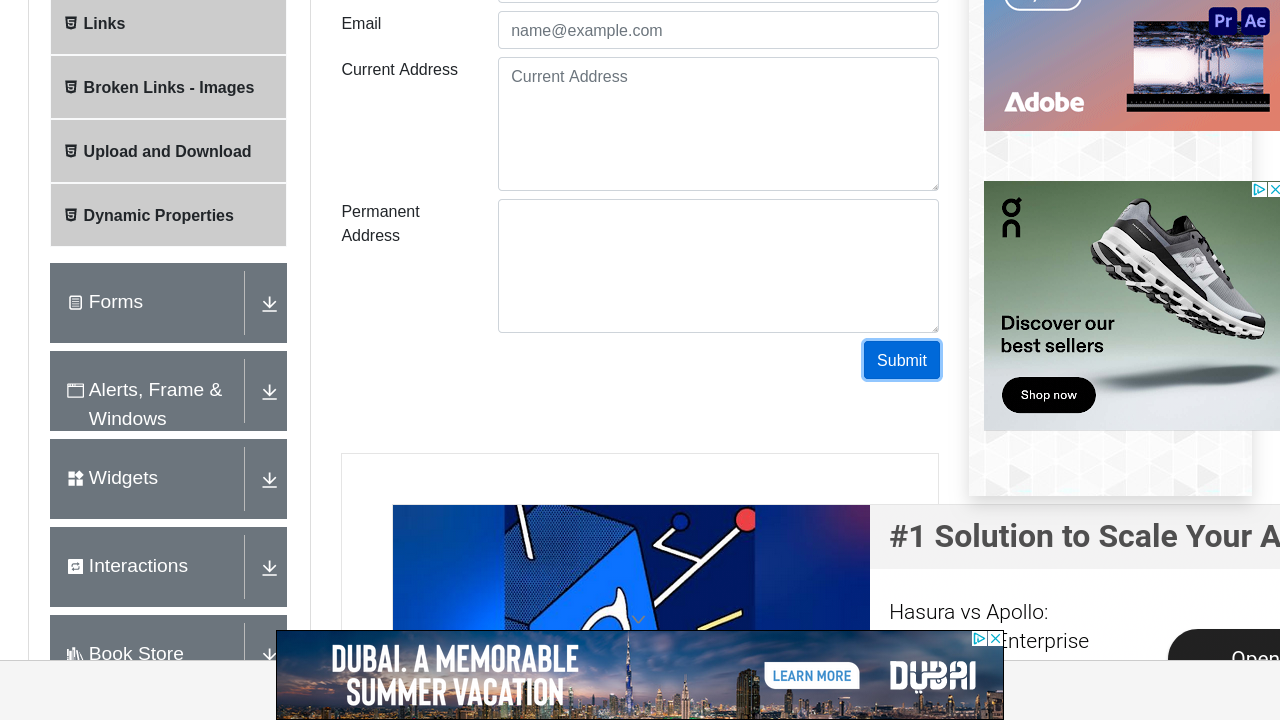 Links
Broken Links - Images
Upload and Download
Dynamic Properties
Forms
Alerts, Frame &
Windows
Widgets
Interactions
Book Store
Email
name@example.com
Current Address
Current Address
Permanent
Address
Submit
Pr Ae
Adobe
on
Discover our
best sellers
Shop now
#1 Solution to Scale Your A
Hasura vs Apollo:
Enterprise
Open
DUBAI. A MEMORABLE
SUMMER VACATION
LEARN MORE
DUBAI